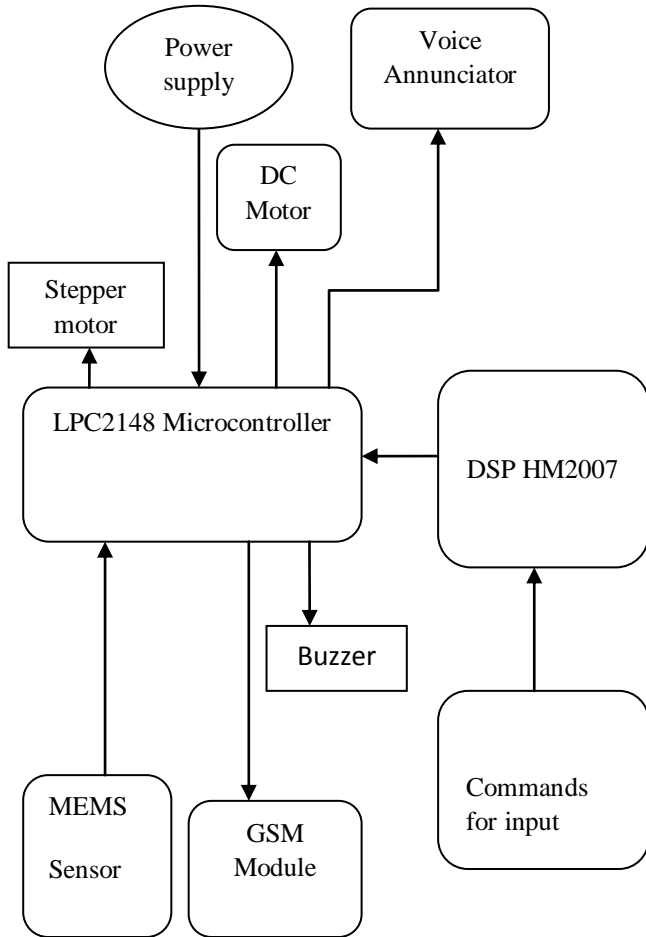 Power
supply
Voice
Annunciator
DC
Motor
Stepper
motor
LPC2148 Microcontroller
DSP HM2007
Buzzer
Commands
for input
MEMS
Sensor
GSM
Module